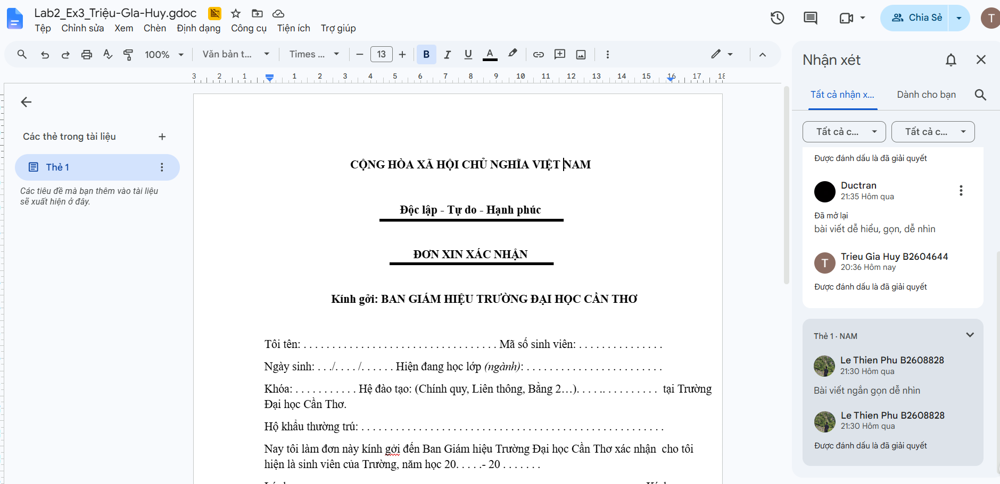 Lab2_Ex3_Triệu-Gla-Huy.gdoc
Tệp Chỉnh sửa Xem Chèn Định dạng Công cụ Tiện ích Trợ giúp
Chia Sẻ
T
100% Văn bản t... Times ... 13 B I U A
3 2 1 1 2 3 4 5 6 7 8 9 10 11 12 13 14 15 16 17 18
Các thẻ trong tài liệu
Thẻ 1
Các tiêu đề mà bạn thêm vào tài liệu
sẽ xuất hiện ở đây.
CỘNG HÒA XÃ HỘI CHỦ NGHĨA VIỆT NAM
Độc lập - Tự do - Hạnh phúc
ĐƠN XIN XÁC NHẬN
Kính gởi: BAN GIÁM HIỆU TRƯỜNG ĐẠI HỌC CẦN THƠ
Tôi tên: . . . . . . . . . . . . . . . . . . . . . . . . . . . . . . . . . . Mã số sinh viên: . . . . . . . . . . . . . . .
Ngày sinh: . . ./. . . . /. . . . . . Hiện đang học lớp (ngành): . . . . . . . . . . . . . . . . . . . . . . . .
Khóa: . . . . . . . . . . . Hệ đào tạo: (Chính quy, Liên thông, Bằng 2…). . . . . .. . . . . . . . . . tại Trường
Đại học Cần Thơ.
Hộ khẩu thường trú: . . . . . . . . . . . . . . . . . . . . . . . . . . . . . . . . . . . . . . . . . . . . . . . . . . . . .
Nay tôi làm đơn này kính gởi đến Ban Giám hiệu Trường Đại học Cần Thơ xác nhận cho tôi
hiện là sinh viên của Trường, năm học 20. . . . .- 20 . . . . . . .
Nhận xét
Tất cả nhận x... Dành cho bạn
Tất cả c... Tất cả c...
Được đánh dấu là đã giải quyết
Ductran
21:35 Hôm qua
Đã mở lại
bài viết dễ hiểu, gọn, dễ nhìn
T
Trieu Gia Huy B2604644
20:36 Hôm nay
Được đánh dấu là đã giải quyết
Thẻ 1 · NAM
Le Thien Phu B2608828
21:30 Hôm qua
Bài viết ngắn gọn dễ nhìn
Le Thien Phu B2608828
21:30 Hôm qua
Được đánh dấu là đã giải quyết